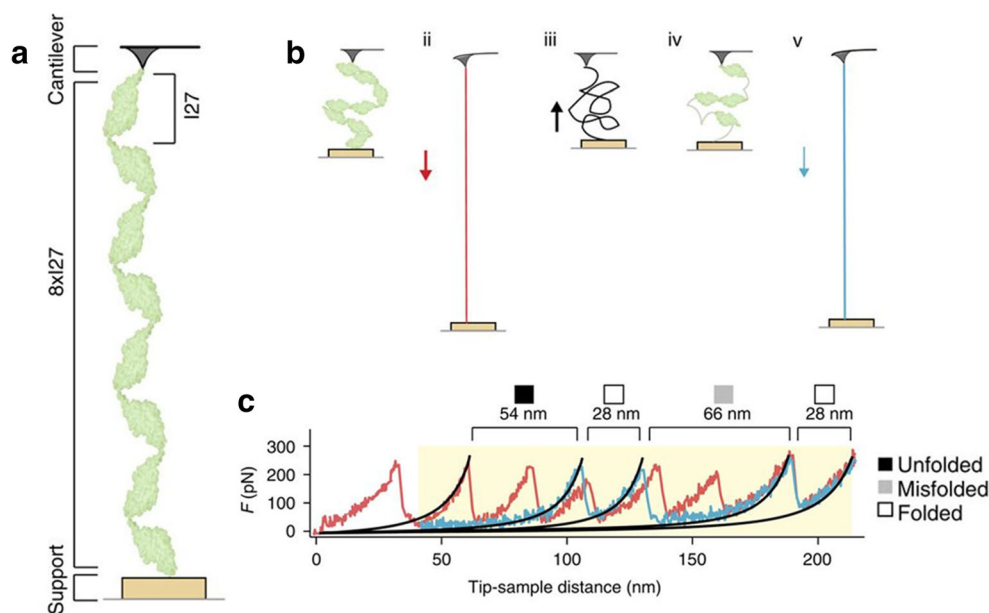 a
Cantilever
I27
8xI27
Support
b
ii
iii
iv
v
c
54 nm
28 nm
66 nm
28 nm
F (pN)
300
200
100
0
0
50
100
150
200
Tip-sample distance (nm)
Unfolded
Misfolded
Folded